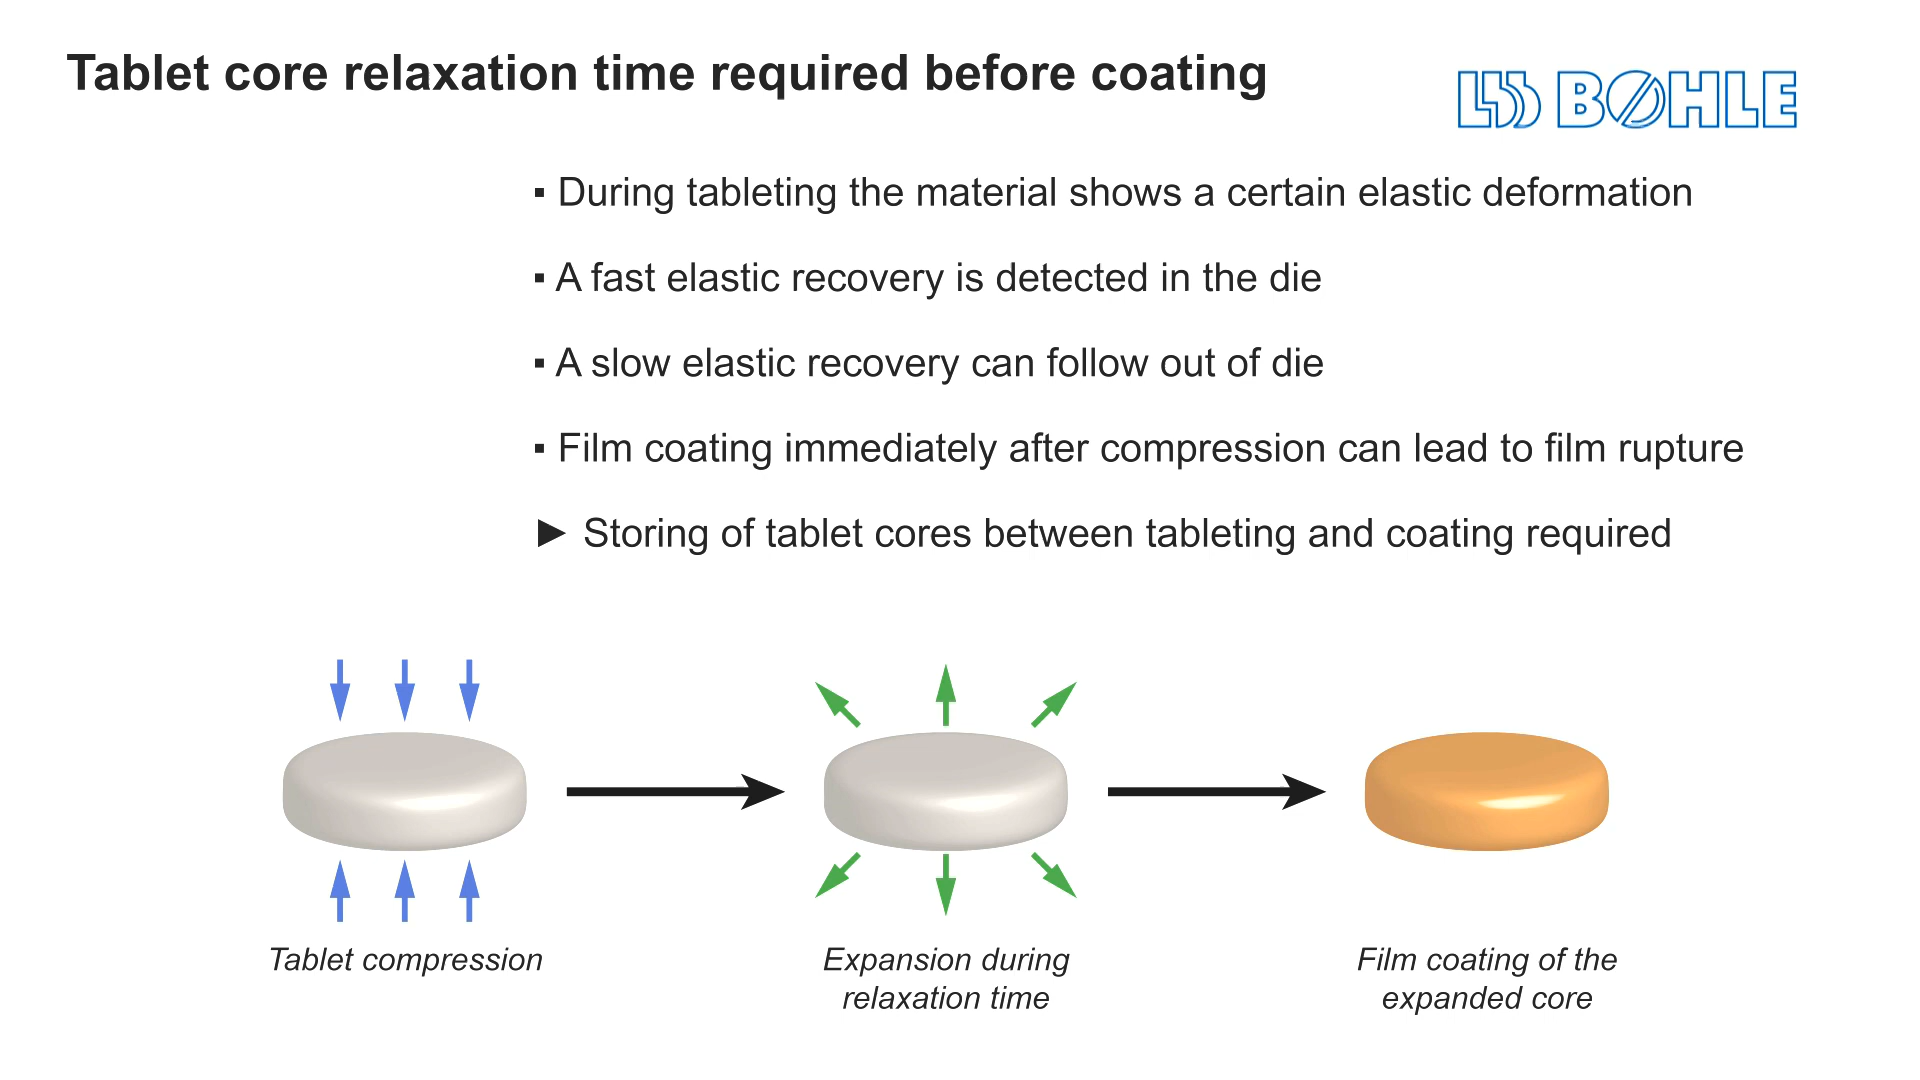 Tablet core relaxation time required before coating
LBB BOHLE
▪ During tableting the material shows a certain elastic deformation
▪ A fast elastic recovery is detected in the die
▪ A slow elastic recovery can follow out of die
▪ Film coating immediately after compression can lead to film rupture
► Storing of tablet cores between tableting and coating required
Tablet compression
Expansion during
relaxation time
Film coating of the
expanded core